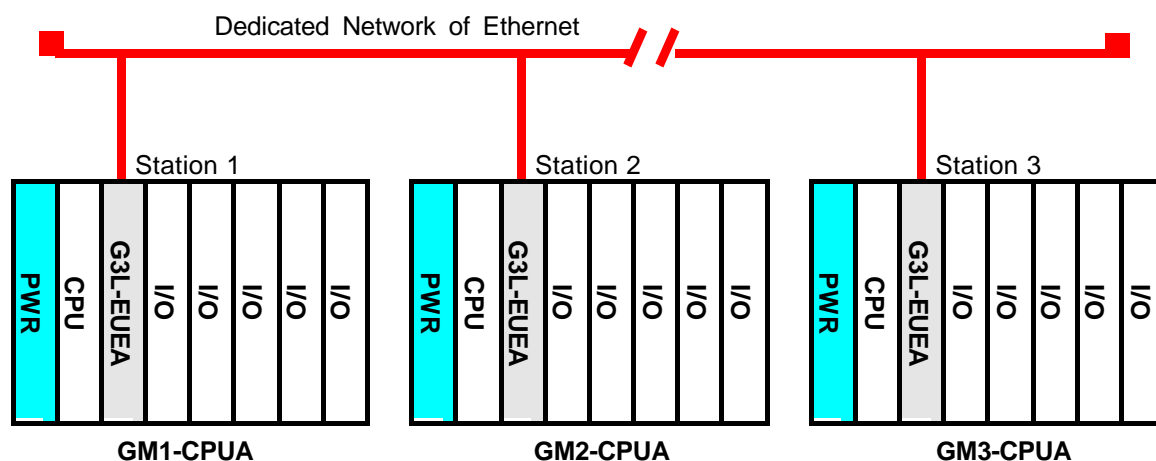 Dedicated Network of Ethernet
Station 1
Station 2
Station 3
PWR
CPU
G3L-EUEA
I/O
I/O
I/O
I/O
I/O
PWR
CPU
G3L-EUEA
I/O
I/O
I/O
I/O
I/O
PWR
CPU
G3L-EUEA
I/O
I/O
I/O
I/O
I/O
GM1-CPUA
GM2-CPUA
GM3-CPUA